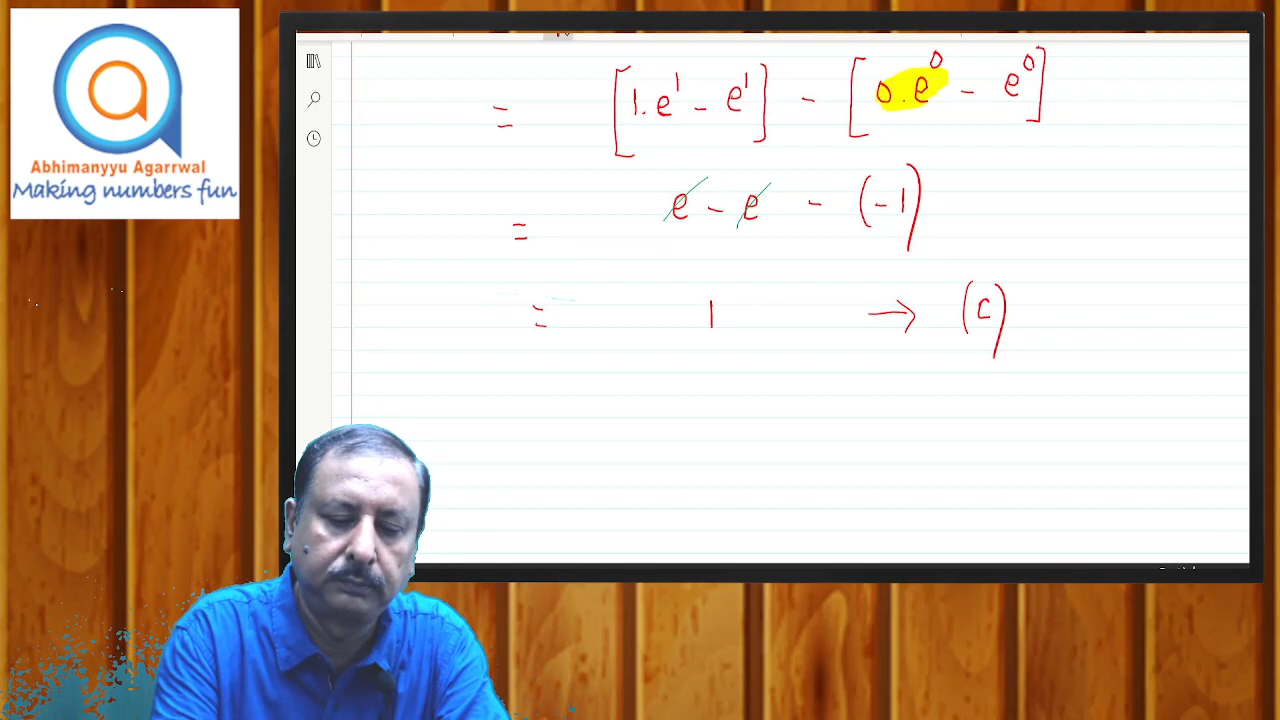 = [1.e¹ - e¹] - [0.e⁰ - e⁰]
= e - e - (-1)
= 1 → (c)
Abhimanyyu Agarrwal
Making numbers fun